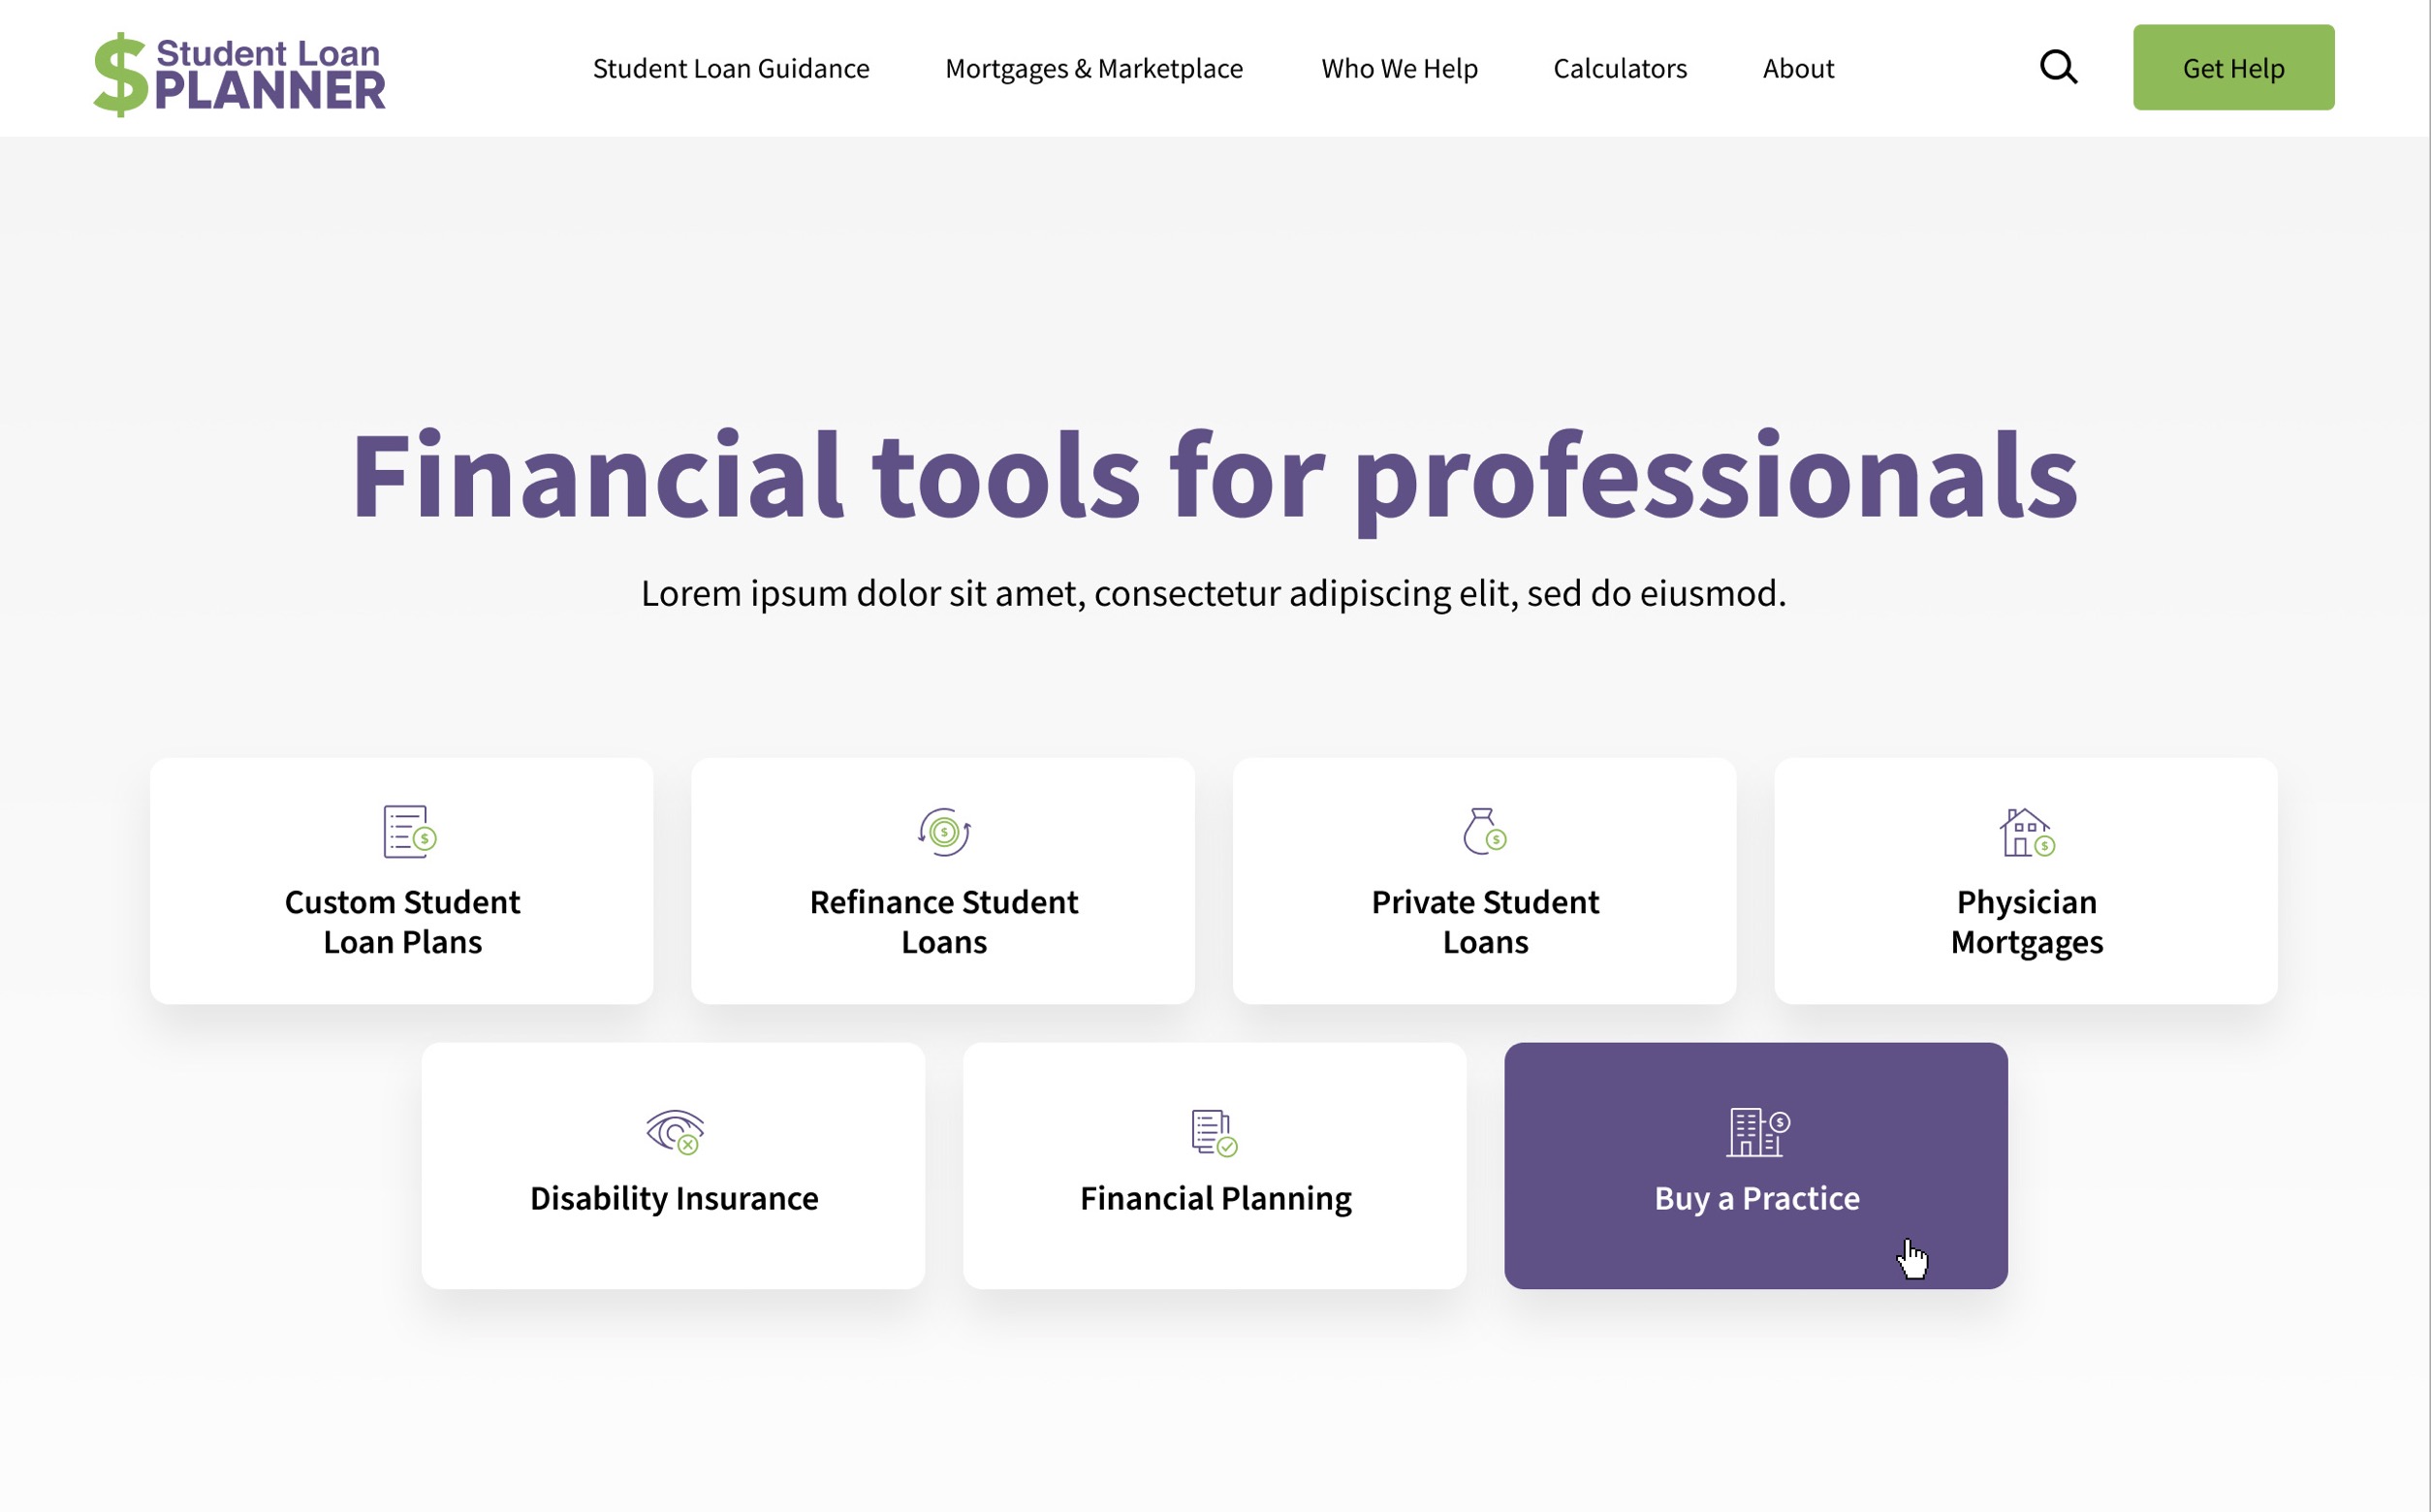 Student Loan
PLANNER
Student Loan Guidance
Mortgages & Marketplace
Who We Help
Calculators
About
Get Help
Financial tools for professionals
Lorem ipsum dolor sit amet, consectetur adipiscing elit, sed do eiusmod.
Custom Student
Loan Plans
Refinance Student
Loans
Private Student
Loans
Physician
Mortgages
Disability Insurance
Financial Planning
Buy a Practice